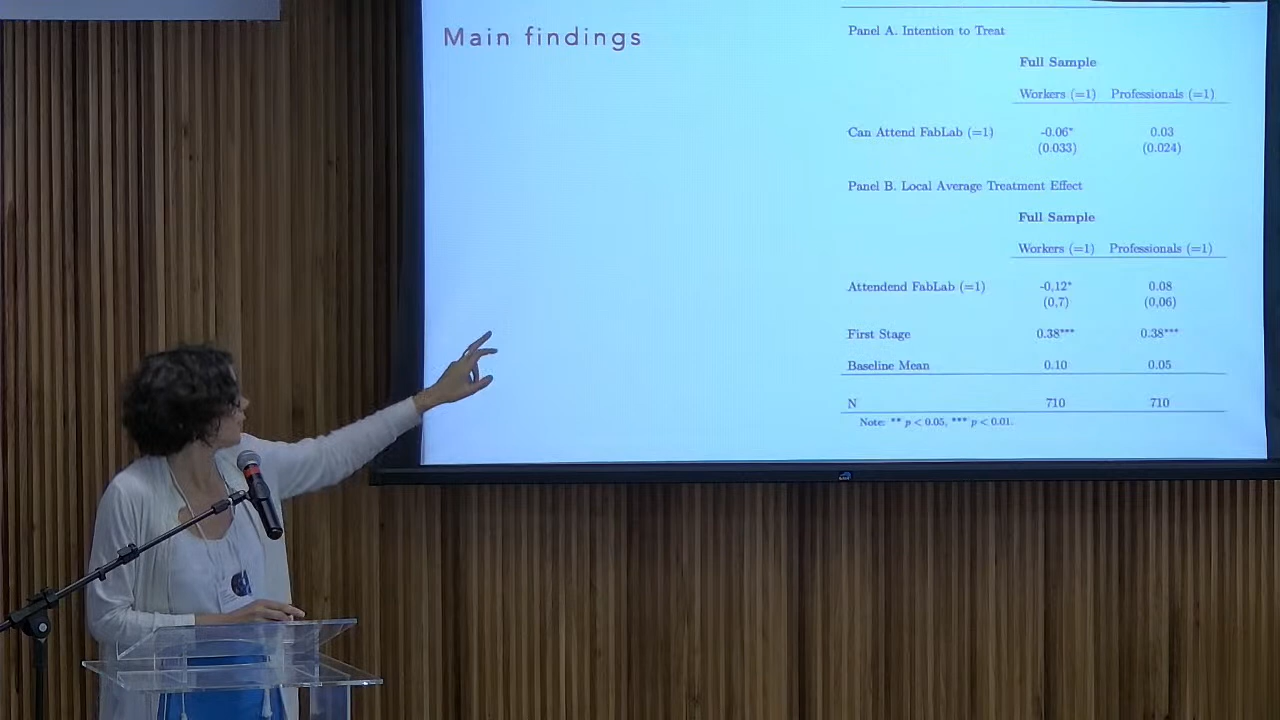 Main findings
Panel A. Intention to Treat
Full Sample
Workers (=1) Professionals (=1)
Can Attend FabLab (=1) -0.06* 0.03
(0.033) (0.024)
Panel B. Local Average Treatment Effect
Full Sample
Workers (=1) Professionals (=1)
Attendend FabLab (=1) -0,12* 0.08
(0,7) (0,06)
First Stage 0.38*** 0.38***
Baseline Mean 0.10 0.05
N 710 710
Note: ** p < 0.05, *** p < 0.01.